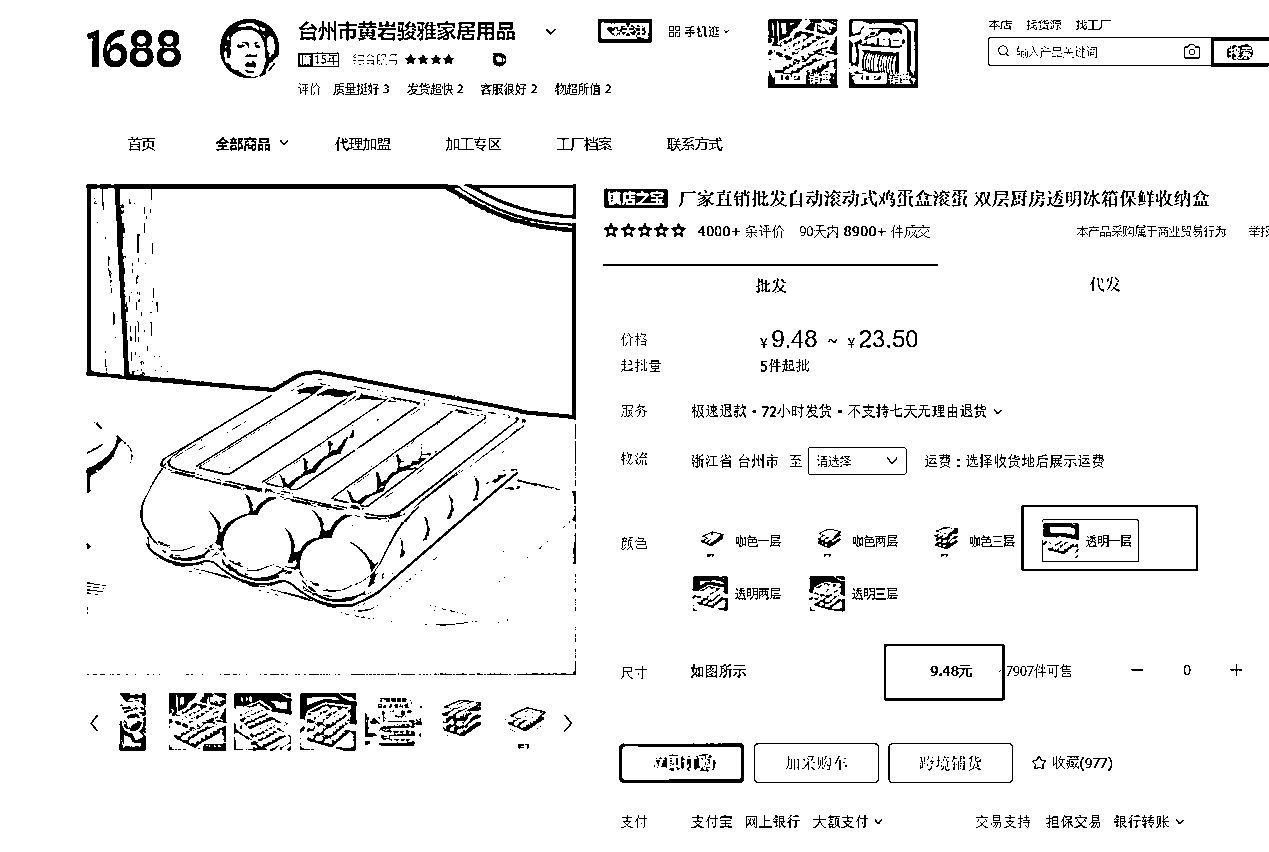 1688
台州市黄岩骏雅家居用品
15年 综合服务 ★★★★
手机逛
评价 质量挺好 3 发货超快 2 客服很好 2 物超所值 2
本店 找货源 找工厂
输入产品关键词
搜索
首页 全部商品 代理加盟 加工专区 工厂档案 联系方式
镇店之宝 厂家直销批发自动滚动式鸡蛋盒滚蛋 双层厨房透明冰箱保鲜收纳盒
4000+ 条评价 90天内 8900+ 件成交 本产品采购属于商业贸易行为 举报
批发 代发
价格 ¥9.48 ~ ¥23.50
起批量 5件起批
服务 极速退款·72小时发货·不支持七天无理由退货
物流 浙江省 台州市 至 请选择 运费：选择收货地后展示运费
颜色 咖色一层 咖色两层 咖色三层 透明一层
透明两层 透明三层
尺寸 如图所示 9.48元 7907件可售 − 0 +
立即订购 加采购车 跨境铺货 收藏(977)
支付 支付宝 网上银行 大额支付 交易支持 担保交易 银行转账